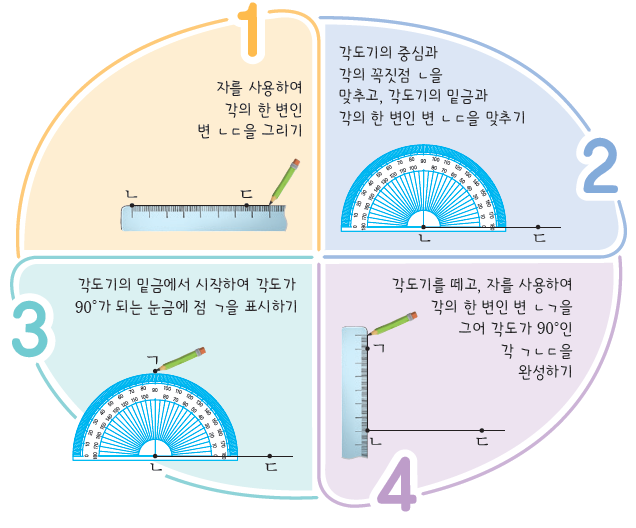 1
자를 사용하여
각의 한 변인
변 ㄴㄷ을 그리기
ㄴ ㄷ
2
각도기의 중심과
각의 꼭짓점 ㄴ을
맞추고, 각도기의 밑금과
각의 한 변인 변 ㄴㄷ을 맞추기
ㄴ ㄷ
3
각도기의 밑금에서 시작하여 각도가
90°가 되는 눈금에 점 ㄱ을 표시하기
ㄱ
ㄴ ㄷ
4
각도기를 떼고, 자를 사용하여
각의 한 변인 변 ㄴㄱ을
그어 각도가 90°인
각 ㄱㄴㄷ을
완성하기
ㄱ
ㄴ ㄷ